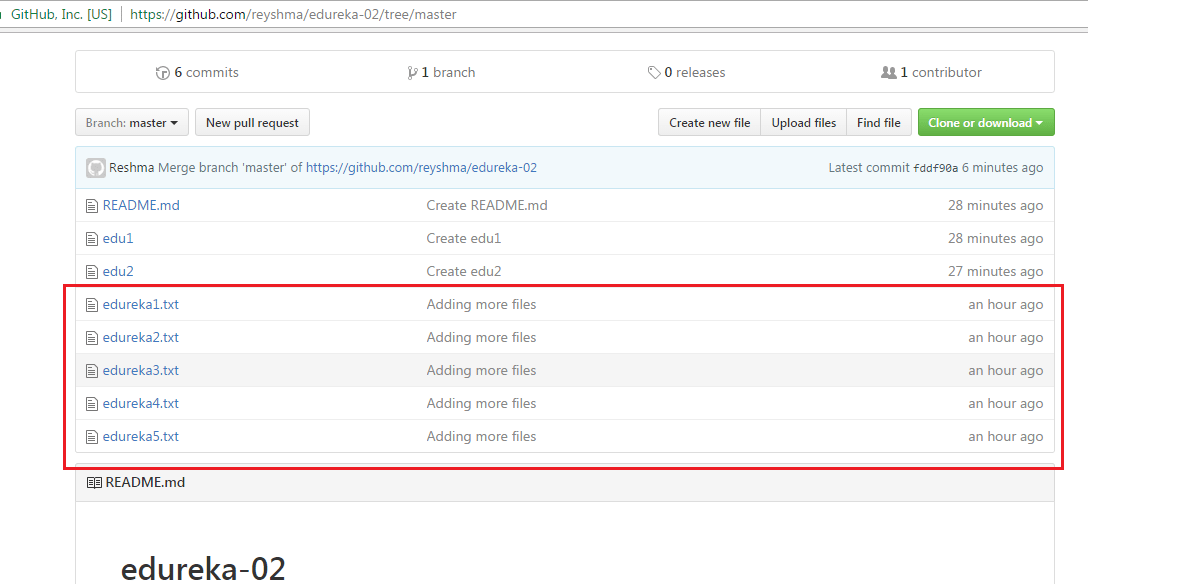 GitHub, Inc. [US] https://github.com/reyshma/edureka-02/tree/master
6 commits 1 branch 0 releases 1 contributor
Branch: master New pull request Create new file Upload files Find file Clone or download
Reshma Merge branch 'master' of https://github.com/reyshma/edureka-02 Latest commit fddf90a 6 minutes ago
README.md Create README.md 28 minutes ago
edu1 Create edu1 28 minutes ago
edu2 Create edu2 27 minutes ago
edureka1.txt Adding more files an hour ago
edureka2.txt Adding more files an hour ago
edureka3.txt Adding more files an hour ago
edureka4.txt Adding more files an hour ago
edureka5.txt Adding more files an hour ago
README.md
edureka-02